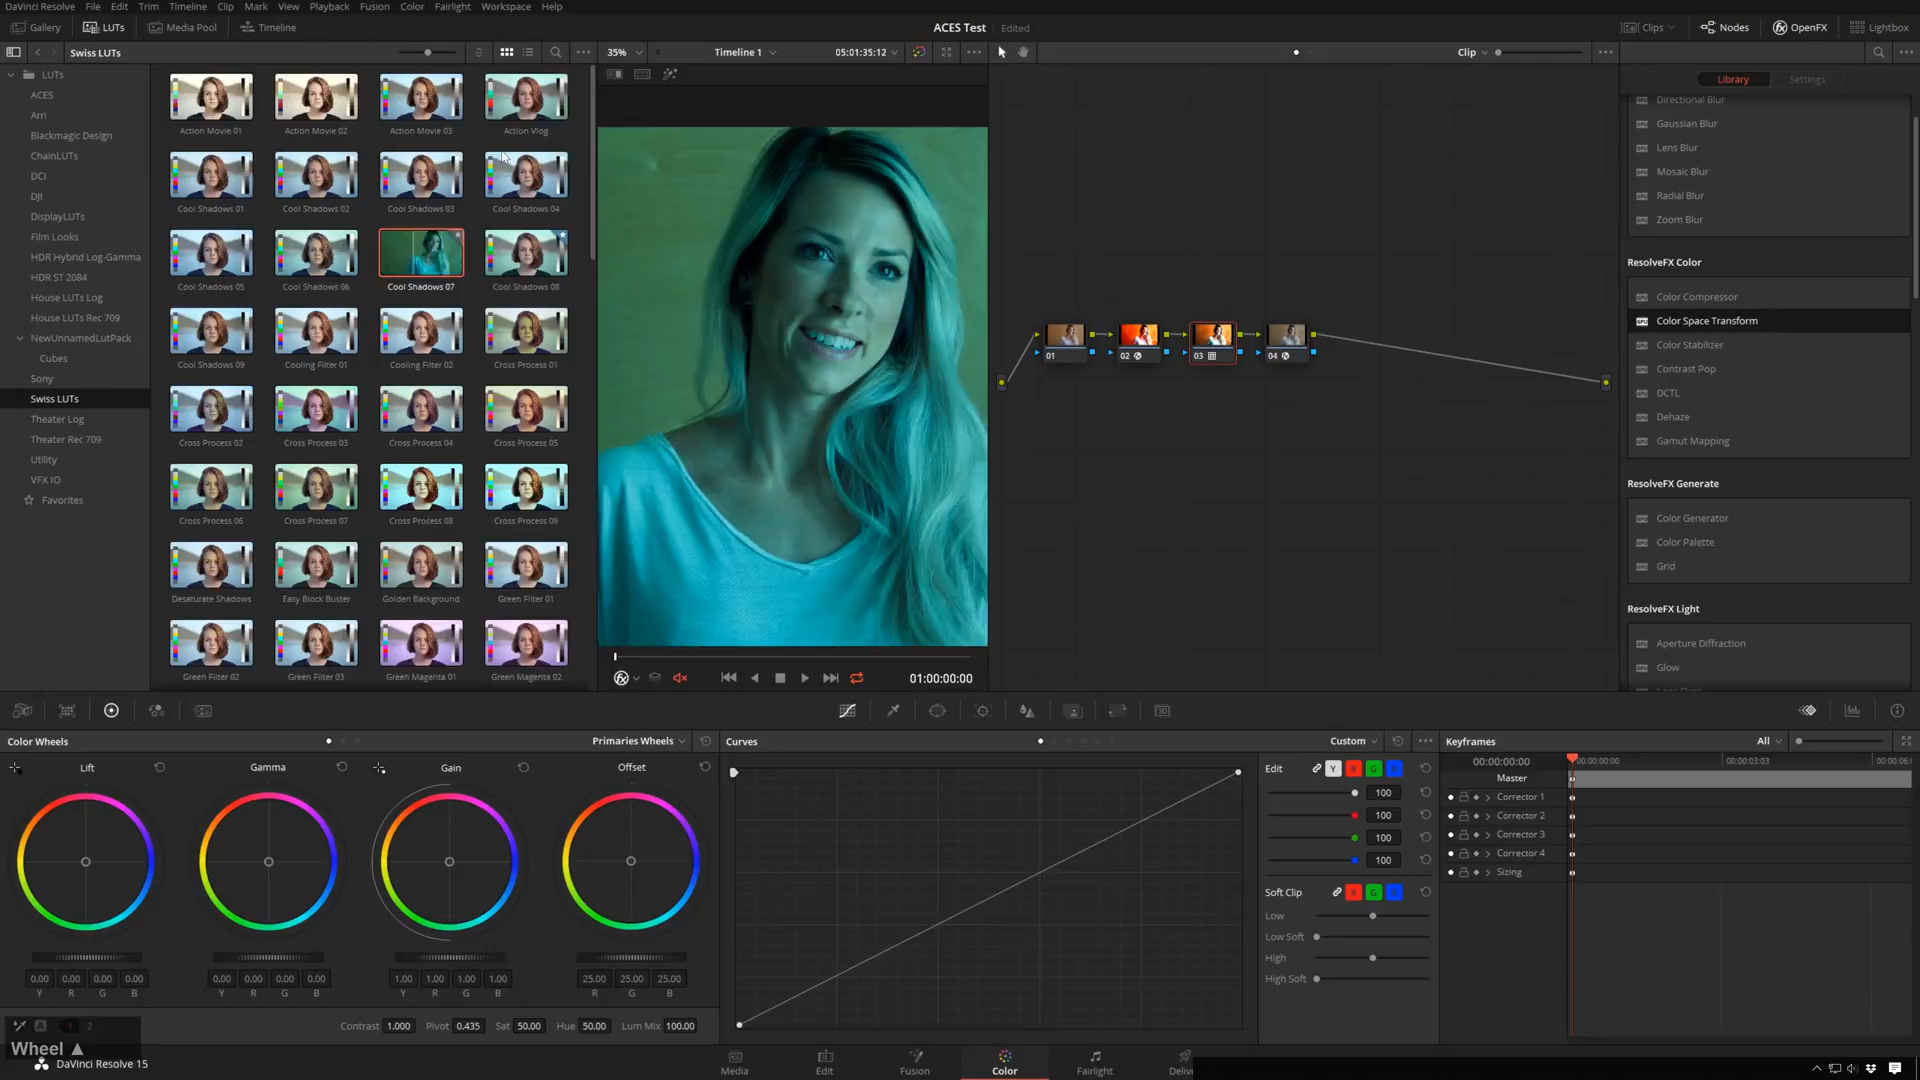 DaVinci Resolve File Edit Trim Timeline Clip Mark View Playback Fusion Color Fairlight Workspace Help
Gallery LUTs Media Pool Timeline ACES Test Edited Clips Nodes OpenFX Lightbox
Swiss LUTs 35% Timeline 1 05:01:35:12 Clip
Library Settings
LUTs
ACES
Arri
Blackmagic Design
ChainLUTs
DCI
DJI
DisplayLUTs
Film Looks
HDR Hybrid Log-Gamma
HDR ST 2084
House LUTs Log
House LUTs Rec 709
NewUnnamedLutPack
Cubes
Sony
Swiss LUTs
Theater Log
Theater Rec 709
Utility
VFX IO
Favorites
Action Movie 01 Action Movie 02 Action Movie 03 Action Vlog
Cool Shadows 01 Cool Shadows 02 Cool Shadows 03 Cool Shadows 04
Cool Shadows 05 Cool Shadows 06 Cool Shadows 07 Cool Shadows 08
Cool Shadows 09 Cooling Filter 01 Cooling Filter 02 Cross Process 01
Cross Process 02 Cross Process 03 Cross Process 04 Cross Process 05
Cross Process 06 Cross Process 07 Cross Process 08 Cross Process 09
Desaturate Shadows Easy Block Buster Golden Background Green Filter 01
Green Filter 02 Green Filter 03 Green Magenta 01 Green Magenta 02
01:00:00:00
01 02 03 04
Directional Blur
Gaussian Blur
Lens Blur
Mosaic Blur
Radial Blur
Zoom Blur
ResolveFX Color
Color Compressor
Color Space Transform
Color Stabilizer
Contrast Pop
DCTL
Dehaze
Gamut Mapping
ResolveFX Generate
Color Generator
Color Palette
Grid
ResolveFX Light
Aperture Diffraction
Glow
Color Wheels Primaries Wheels
Lift Gamma Gain Offset
0.00 0.00 0.00 0.00 0.00 0.00 0.00 0.00 1.00 1.00 1.00 1.00 25.00 25.00 25.00
Y R G B Y R G B Y R G B R G B
A 1 2 Contrast 1.000 Pivot 0.435 Sat 50.00 Hue 50.00 Lum Mix 100.00
Curves Custom
Edit Y R G B
100
100
100
100
Soft Clip R G B
Low
Low Soft
High
High Soft
Keyframes All
00:00:00:00 00:00:00:00 00:00:03:03
Master
Corrector 1
Corrector 2
Corrector 3
Corrector 4
Sizing
Wheel ▲
DaVinci Resolve 15
Media Edit Fusion Color Fairlight